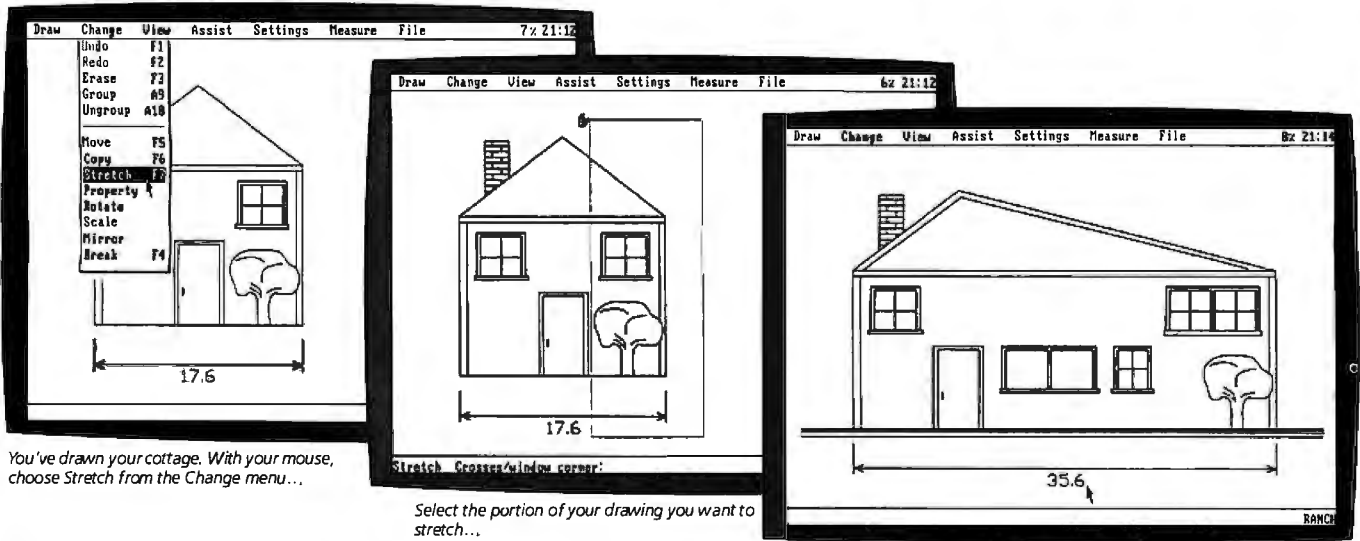 Draw Change View Assist Settings Measure File 7% 21:12
Undo F1
Redo F2
Erase F3
Group A9
Ungroup A10
Move F5
Copy F6
Stretch F7
Property
Rotate
Scale
Mirror
Break F4
17.6
You've drawn your cottage. With your mouse,
choose Stretch from the Change menu...
Draw Change View Assist Settings Measure File 6% 21:12
17.6
Stretch Crosses/window corner:
Select the portion of your drawing you want to
stretch...
Draw Change View Assist Settings Measure File 8% 21:14
35.6
RANCH